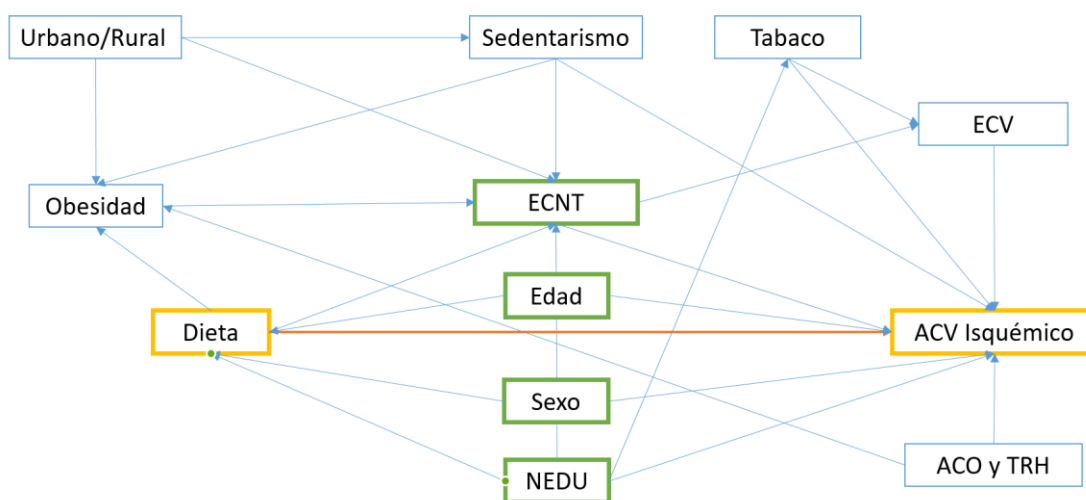 Urbano/Rural
Sedentarismo
Tabaco
ECV
Obesidad
ECNT
Edad
Dieta
ACV Isquémico
Sexo
NEDU
ACO y TRH